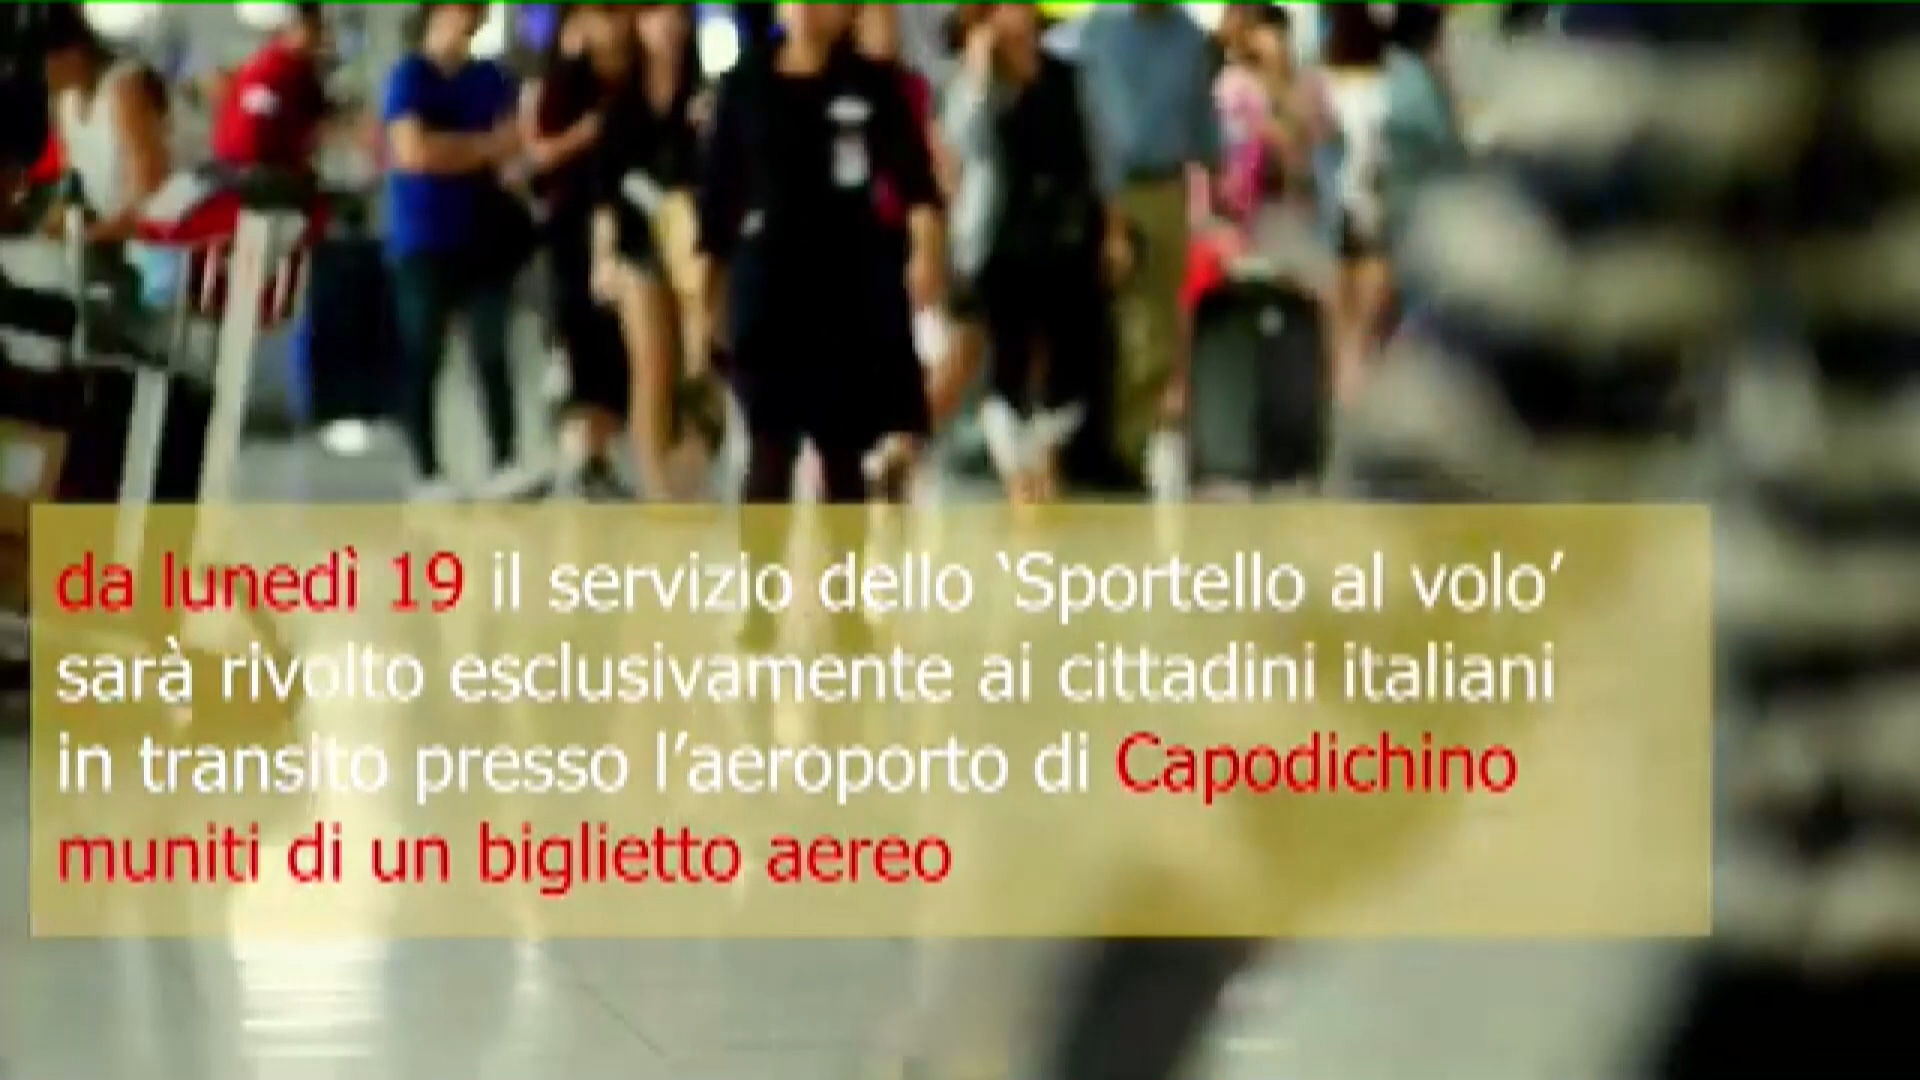 da lunedì 19 il servizio dello ‘Sportello al volo’
sarà rivolto esclusivamente ai cittadini italiani
in transito presso l’aeroporto di Capodichino
muniti di un biglietto aereo